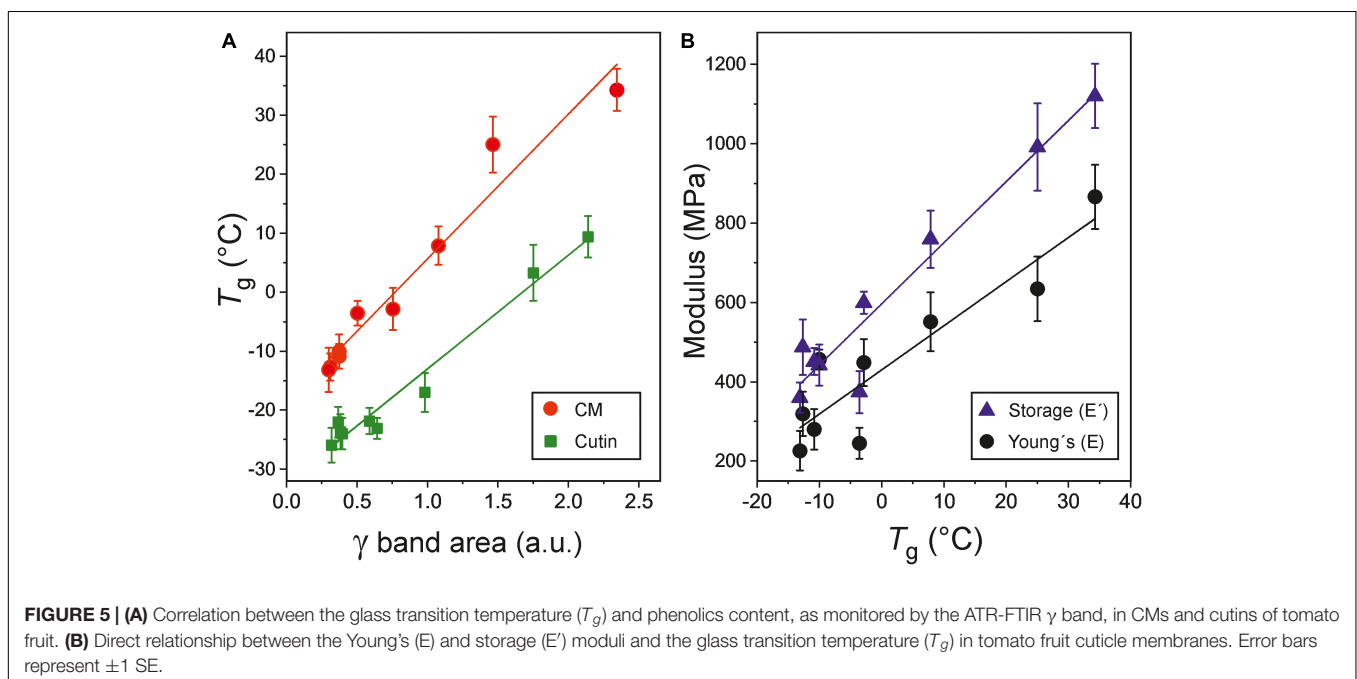 A
B
40
30
20
10
0
-10
-20
-30
Tg (°C)
0.0 0.5 1.0 1.5 2.0 2.5
γ band area (a.u.)
CM
Cutin
1200
1000
800
600
400
200
Modulus (MPa)
-20 -10 0 10 20 30 40
Tg (°C)
Storage (E´)
Young´s (E)
FIGURE 5 | (A) Correlation between the glass transition temperature (Tg) and phenolics content, as monitored by the ATR-FTIR γ band, in CMs and cutins of tomato
fruit. (B) Direct relationship between the Young's (E) and storage (E′) moduli and the glass transition temperature (Tg) in tomato fruit cuticle membranes. Error bars
represent ±1 SE.